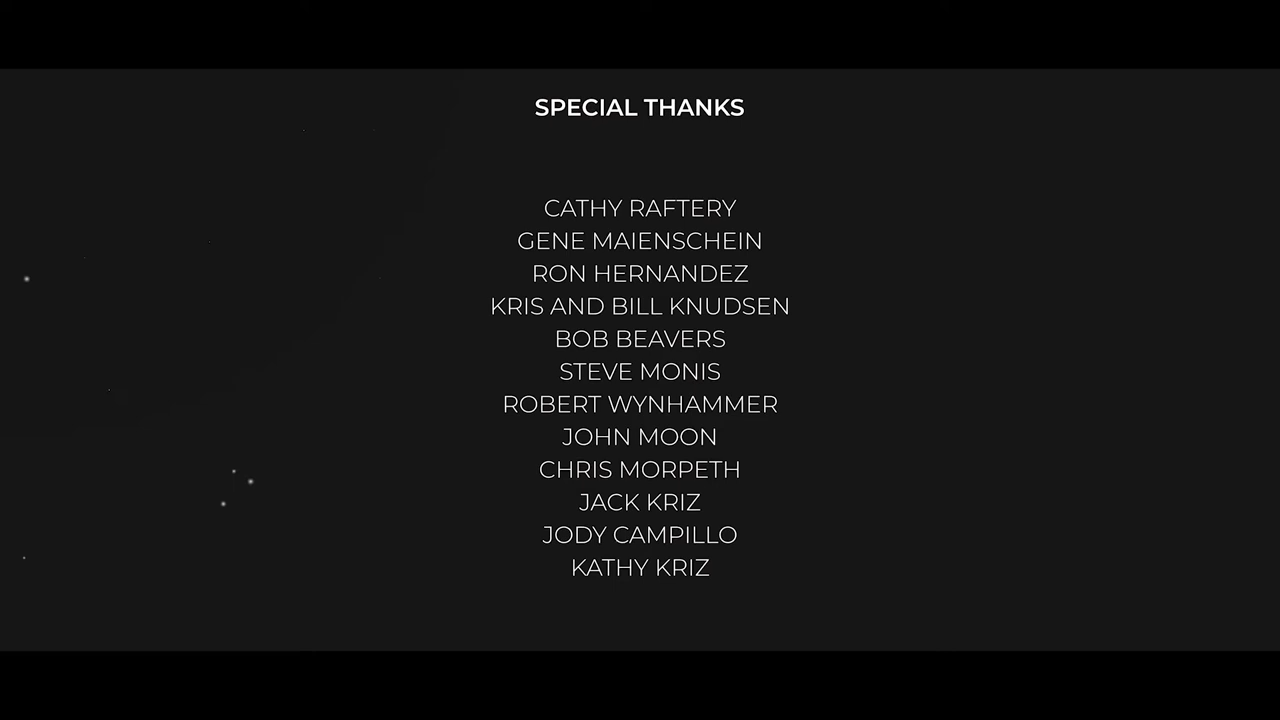 SPECIAL THANKS
CATHY RAFTERY
GENE MAIENSCHEIN
RON HERNANDEZ
KRIS AND BILL KNUDSEN
BOB BEAVERS
STEVE MONIS
ROBERT WYNHAMMER
JOHN MOON
CHRIS MORPETH
JACK KRIZ
JODY CAMPILLO
KATHY KRIZ